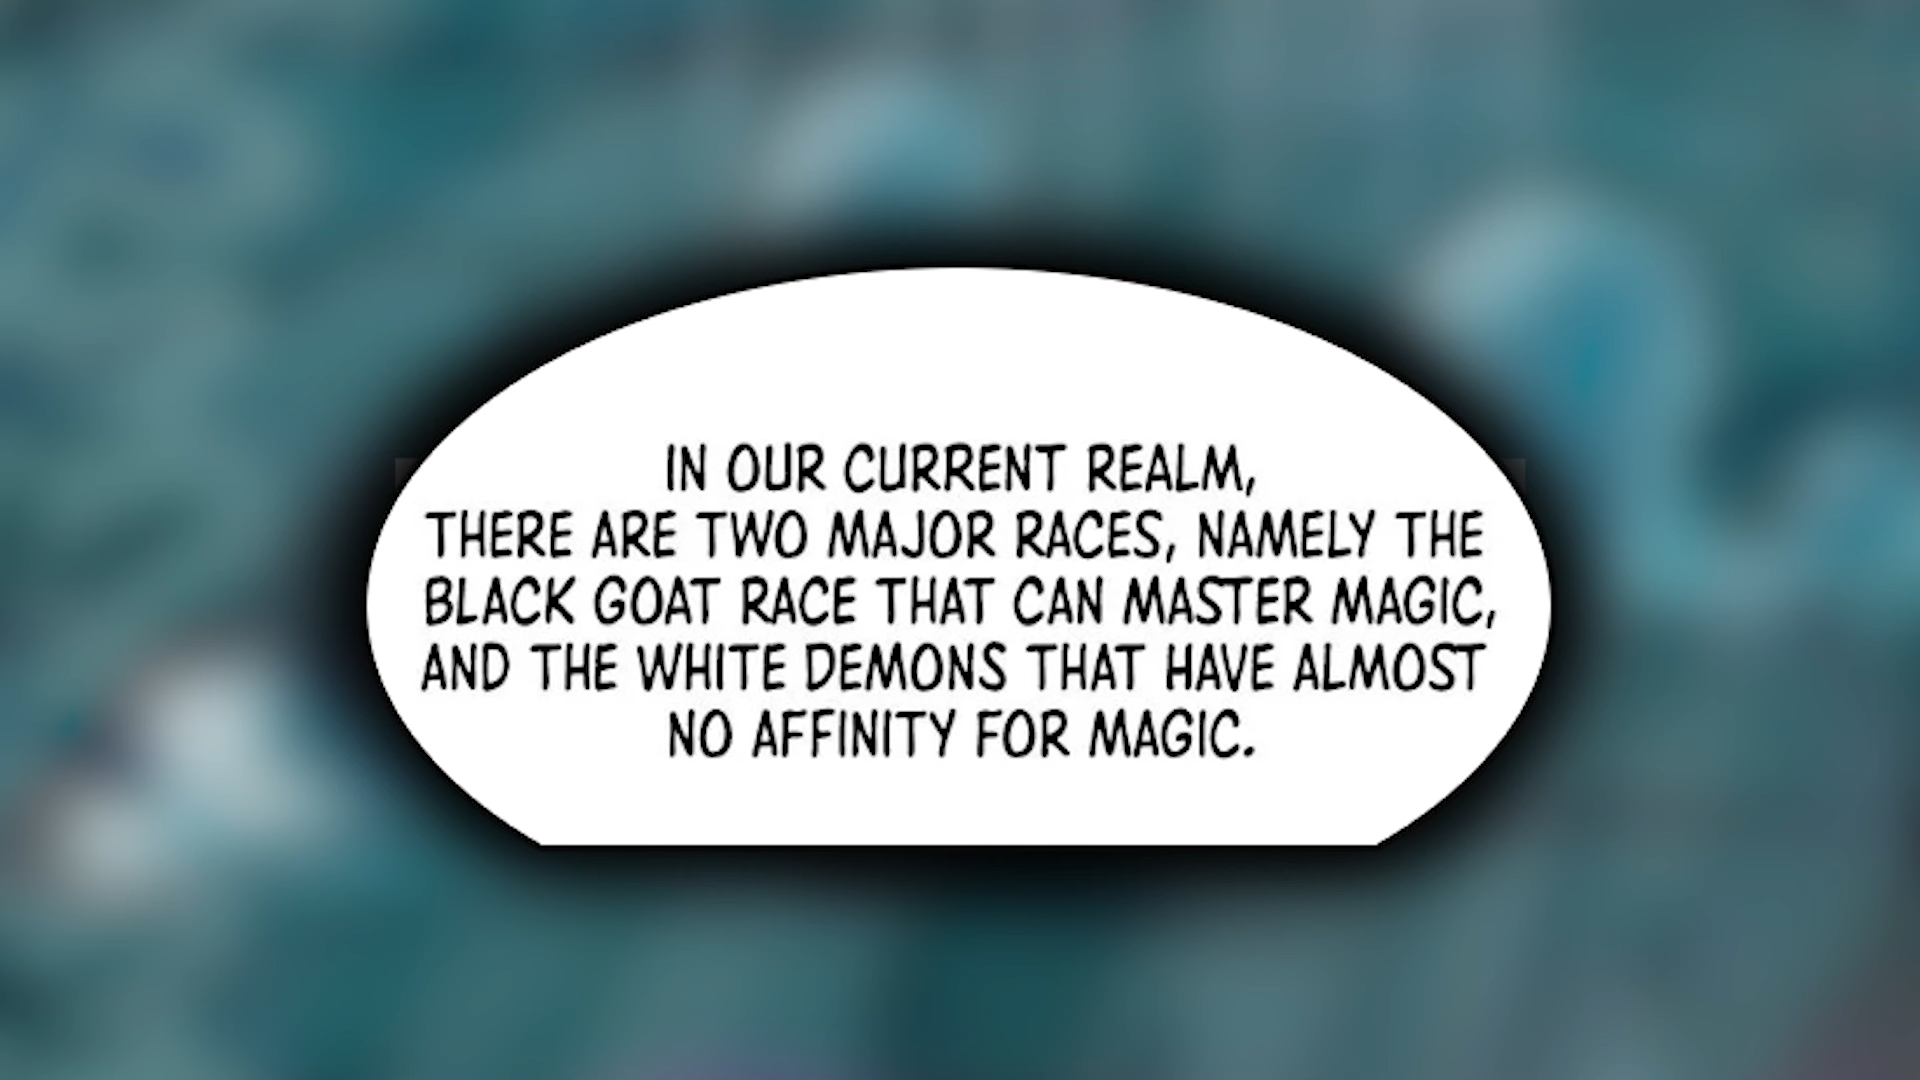 IN OUR CURRENT REALM,
THERE ARE TWO MAJOR RACES, NAMELY THE
BLACK GOAT RACE THAT CAN MASTER MAGIC,
AND THE WHITE DEMONS THAT HAVE ALMOST
NO AFFINITY FOR MAGIC.